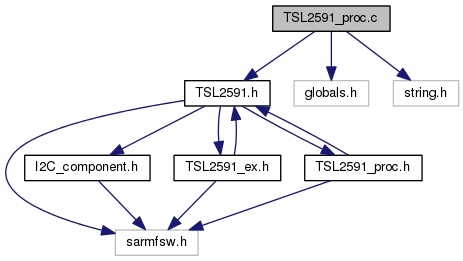 TSL2591_proc.c
TSL2591.h
globals.h
string.h
I2C_component.h
TSL2591_ex.h
TSL2591_proc.h
sarmfsw.h